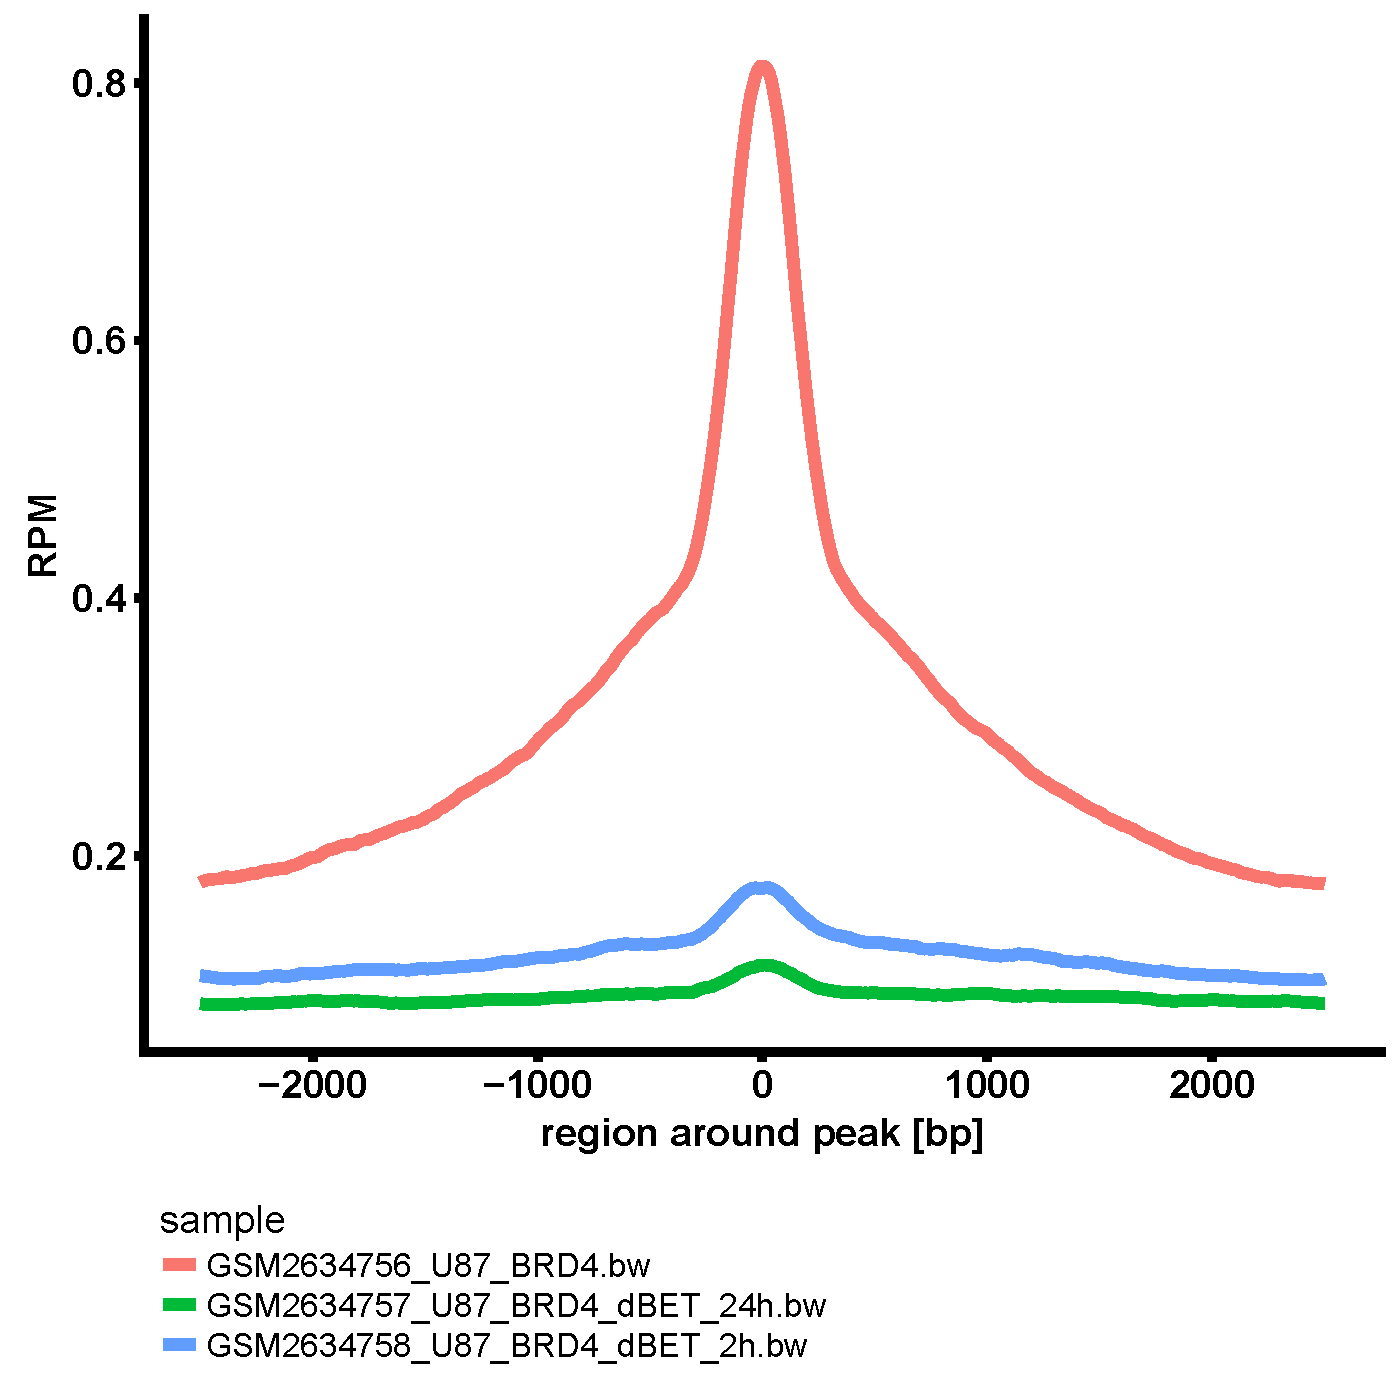 0.8
0.6
0.4
0.2
RPM
−2000 −1000 0 1000 2000
region around peak [bp]
sample
GSM2634756_U87_BRD4.bw
GSM2634757_U87_BRD4_dBET_24h.bw
GSM2634758_U87_BRD4_dBET_2h.bw